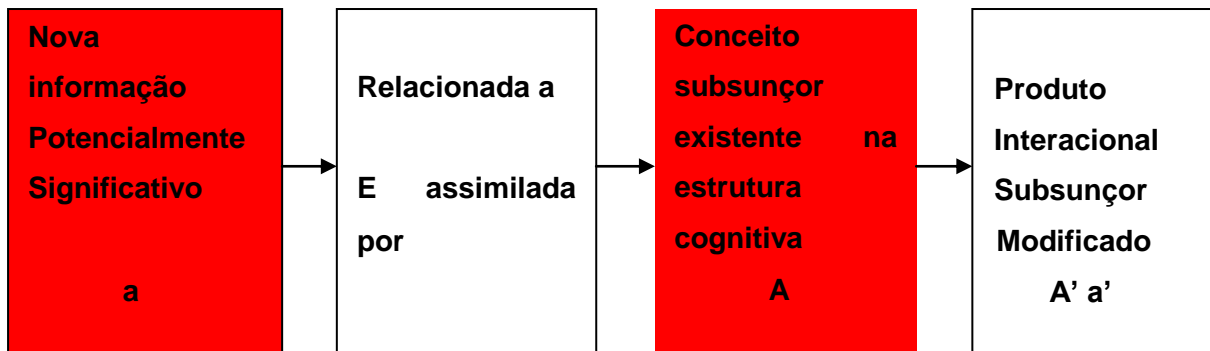 Nova
informação
Potencialmente
Significativo
a
Relacionada a
E assimilada
por
Conceito
subsunçor
existente na
estrutura
cognitiva
A
Produto
Interacional
Subsunçor
Modificado
A’ a’